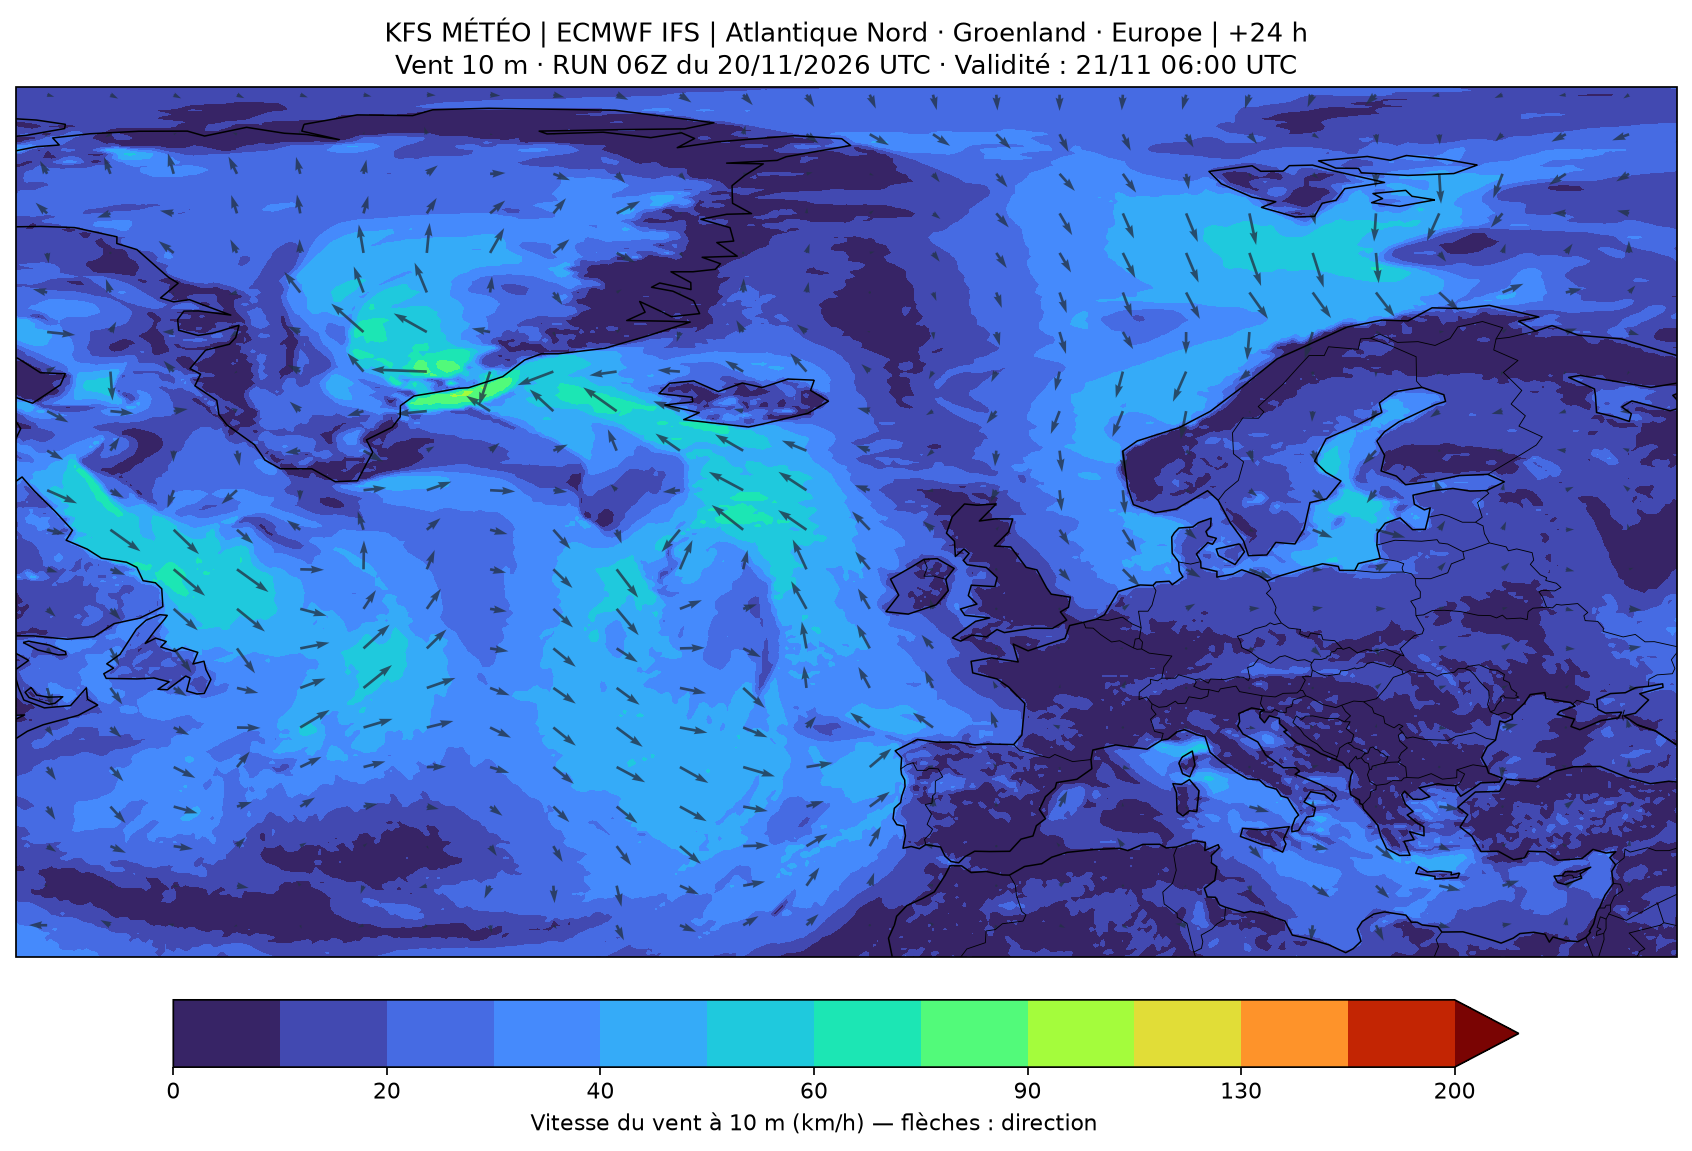 KFS MÉTÉO | ECMWF IFS | Atlantique Nord · Groenland · Europe | +24 h
Vent 10 m · RUN 06Z du 20/11/2026 UTC · Validité : 21/11 06:00 UTC
0 20 40 60 90 130 200
Vitesse du vent à 10 m (km/h) — flèches : direction